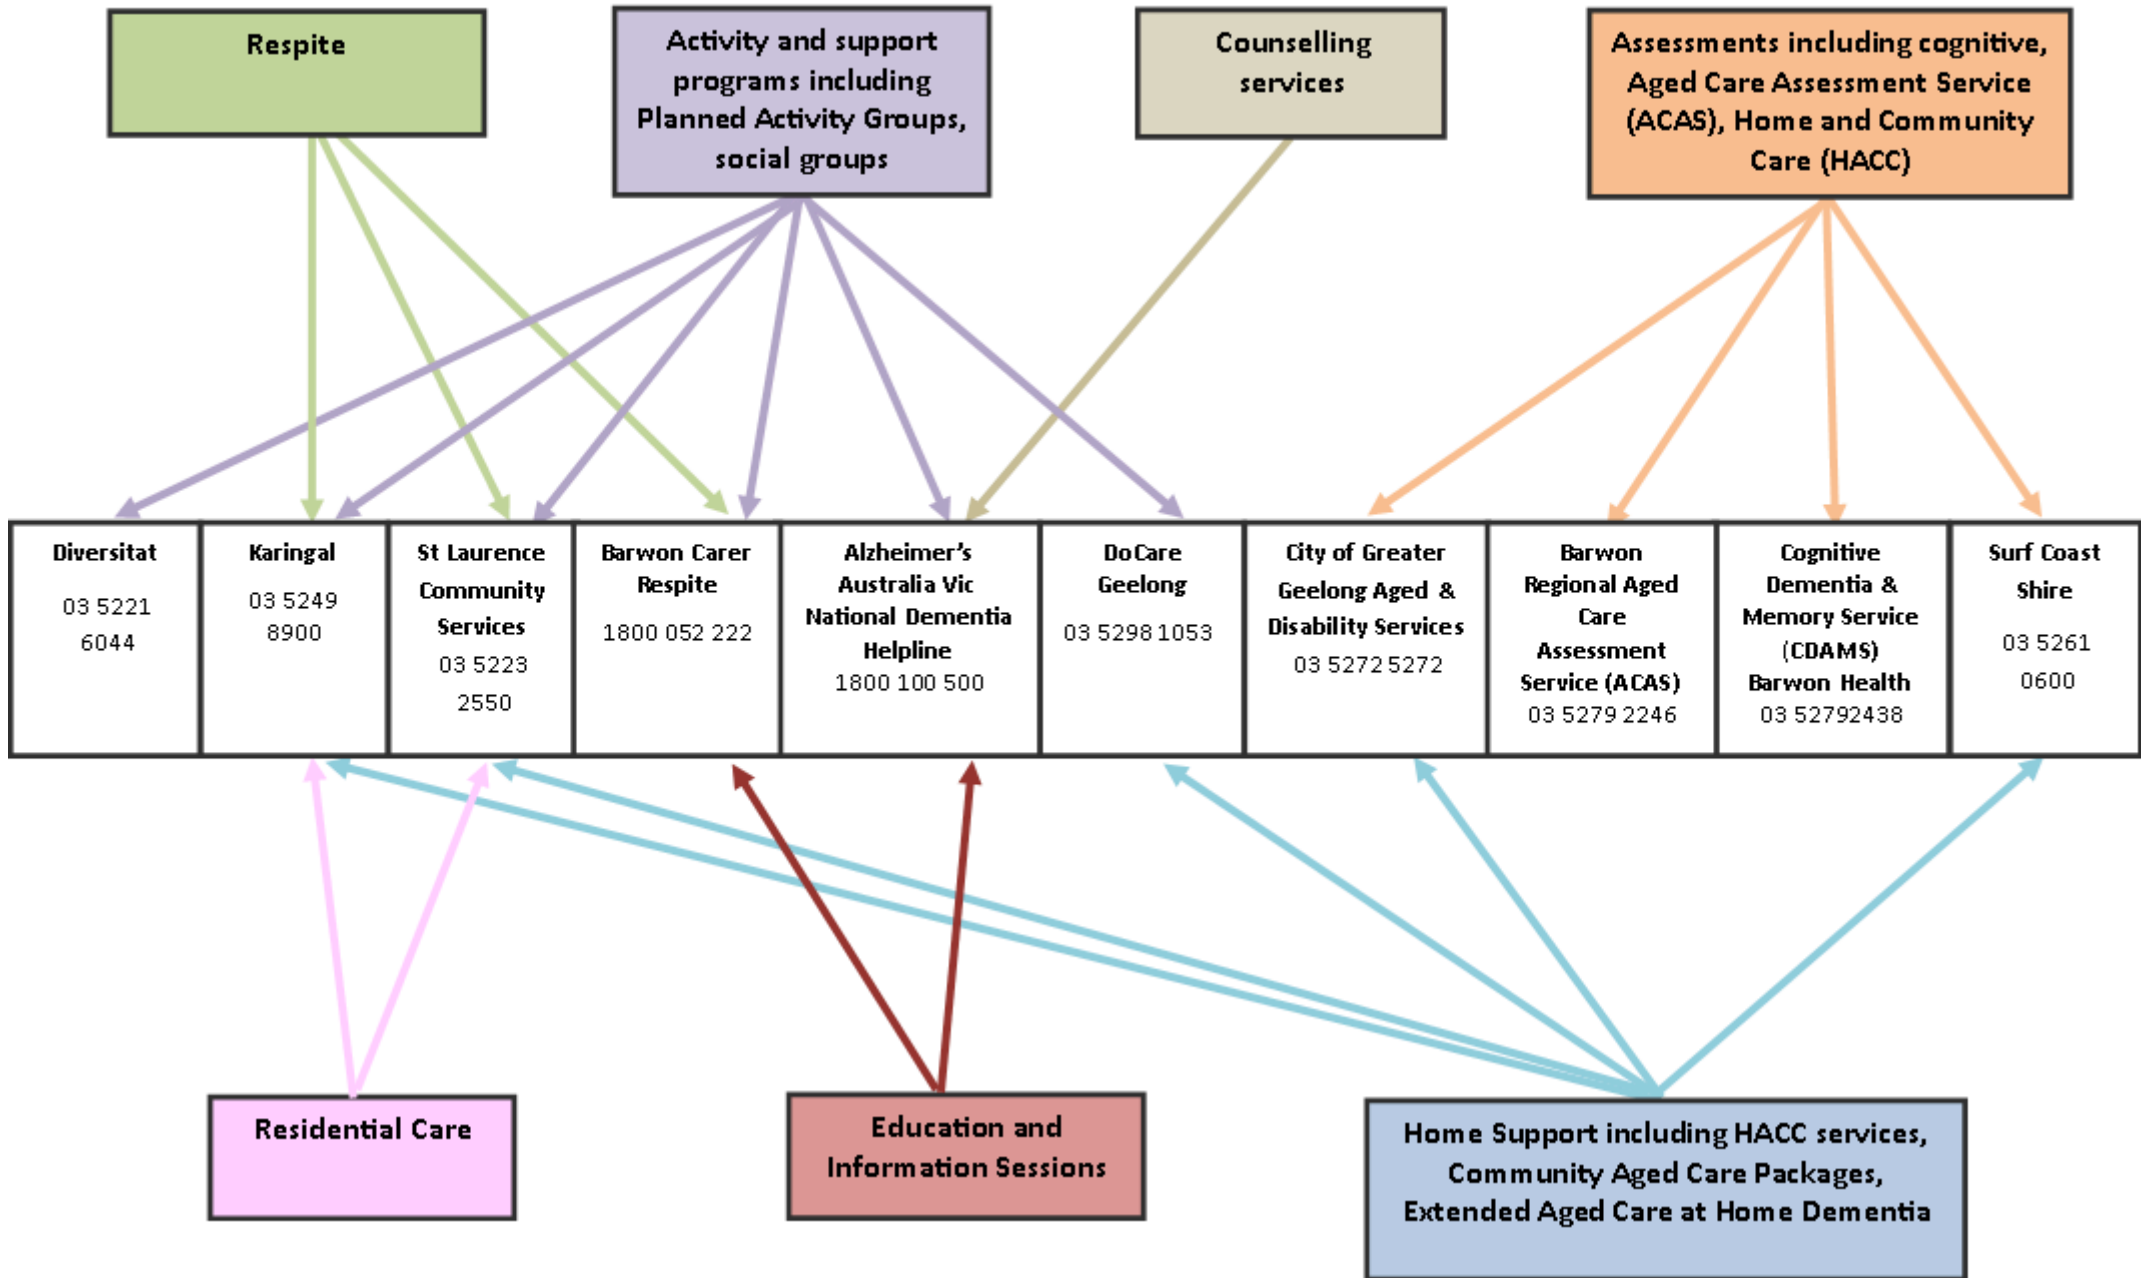 Respite
Activity and support
programs including
Planned Activity Groups,
social groups
Counselling
services
Assessments including cognitive,
Aged Care Assessment Service
(ACAS), Home and Community
Care (HACC)
Diversitat
03 5221
6044
Karingal
03 5249
8900
St Laurence
Community
Services
03 5223
2550
Barwon Carer
Respite
1800 052 222
Alzheimer’s
Australia Vic
National Dementia
Helpline
1800 100 500
DoCare
Geelong
03 5298 1053
City of Greater
Geelong Aged &
Disability Services
03 5272 5272
Barwon
Regional Aged
Care
Assessment
Service (ACAS)
03 5279 2246
Cognitive
Dementia &
Memory Service
(CDAMS)
Barwon Health
03 52792438
Surf Coast
Shire
03 5261
0600
Residential Care
Education and
Information Sessions
Home Support including HACC services,
Community Aged Care Packages,
Extended Aged Care at Home Dementia